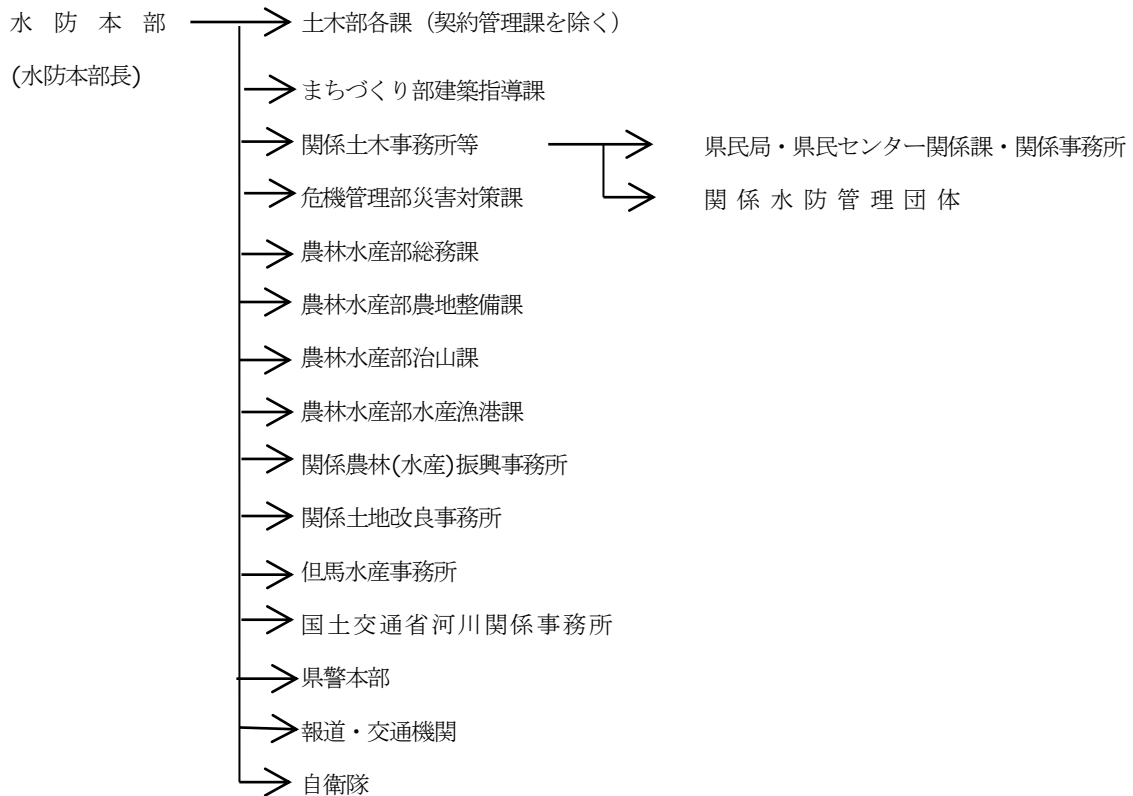 水防本部
土木部各課（契約管理課を除く）
(水防本部長)
まちづくり部建築指導課
関係土木事務所等
県民局・県民センター関係課・関係事務所
危機管理部災害対策課
関係水防管理団体
農林水産部総務課
農林水産部農地整備課
農林水産部治山課
農林水産部水産漁港課
関係農林(水産)振興事務所
関係土地改良事務所
但馬水産事務所
国土交通省河川関係事務所
県警本部
報道・交通機関
自衛隊